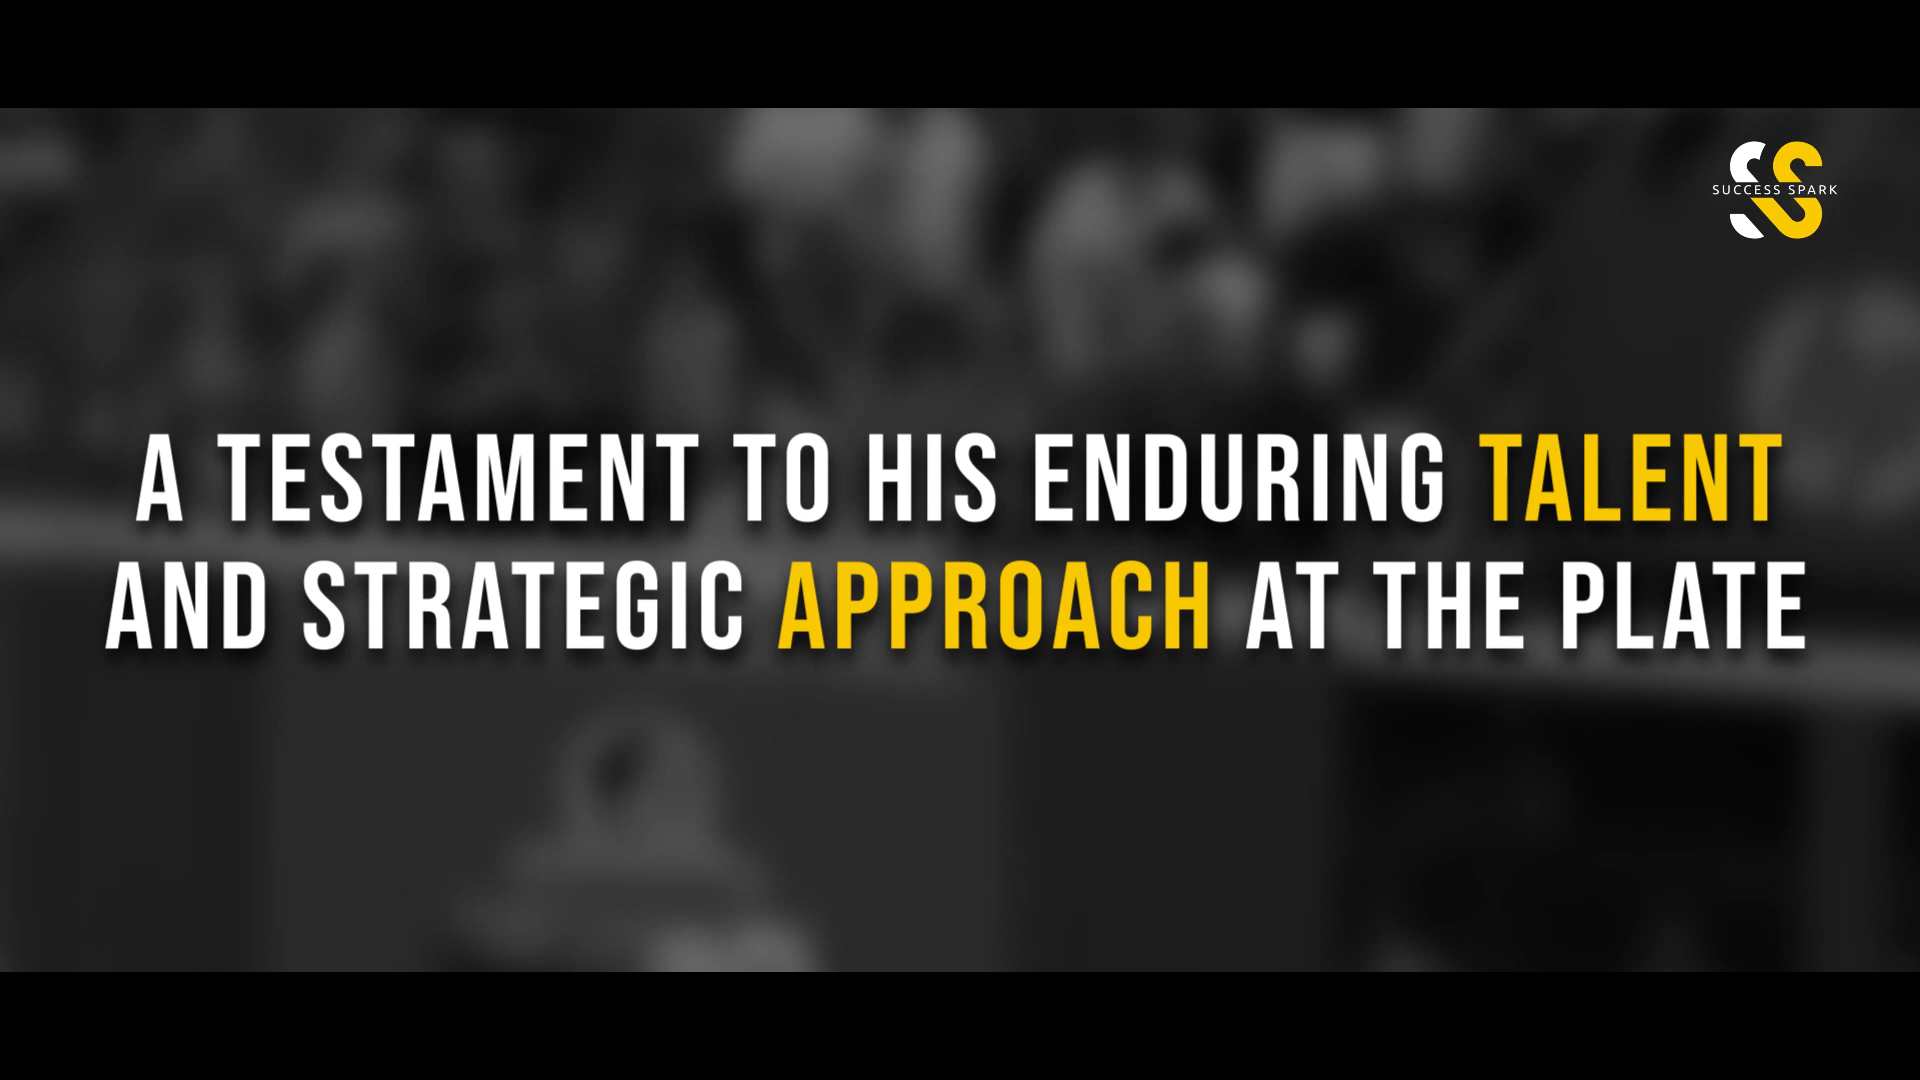 SUCCESS SPARK
A TESTAMENT TO HIS ENDURING TALENT
AND STRATEGIC APPROACH AT THE PLATE